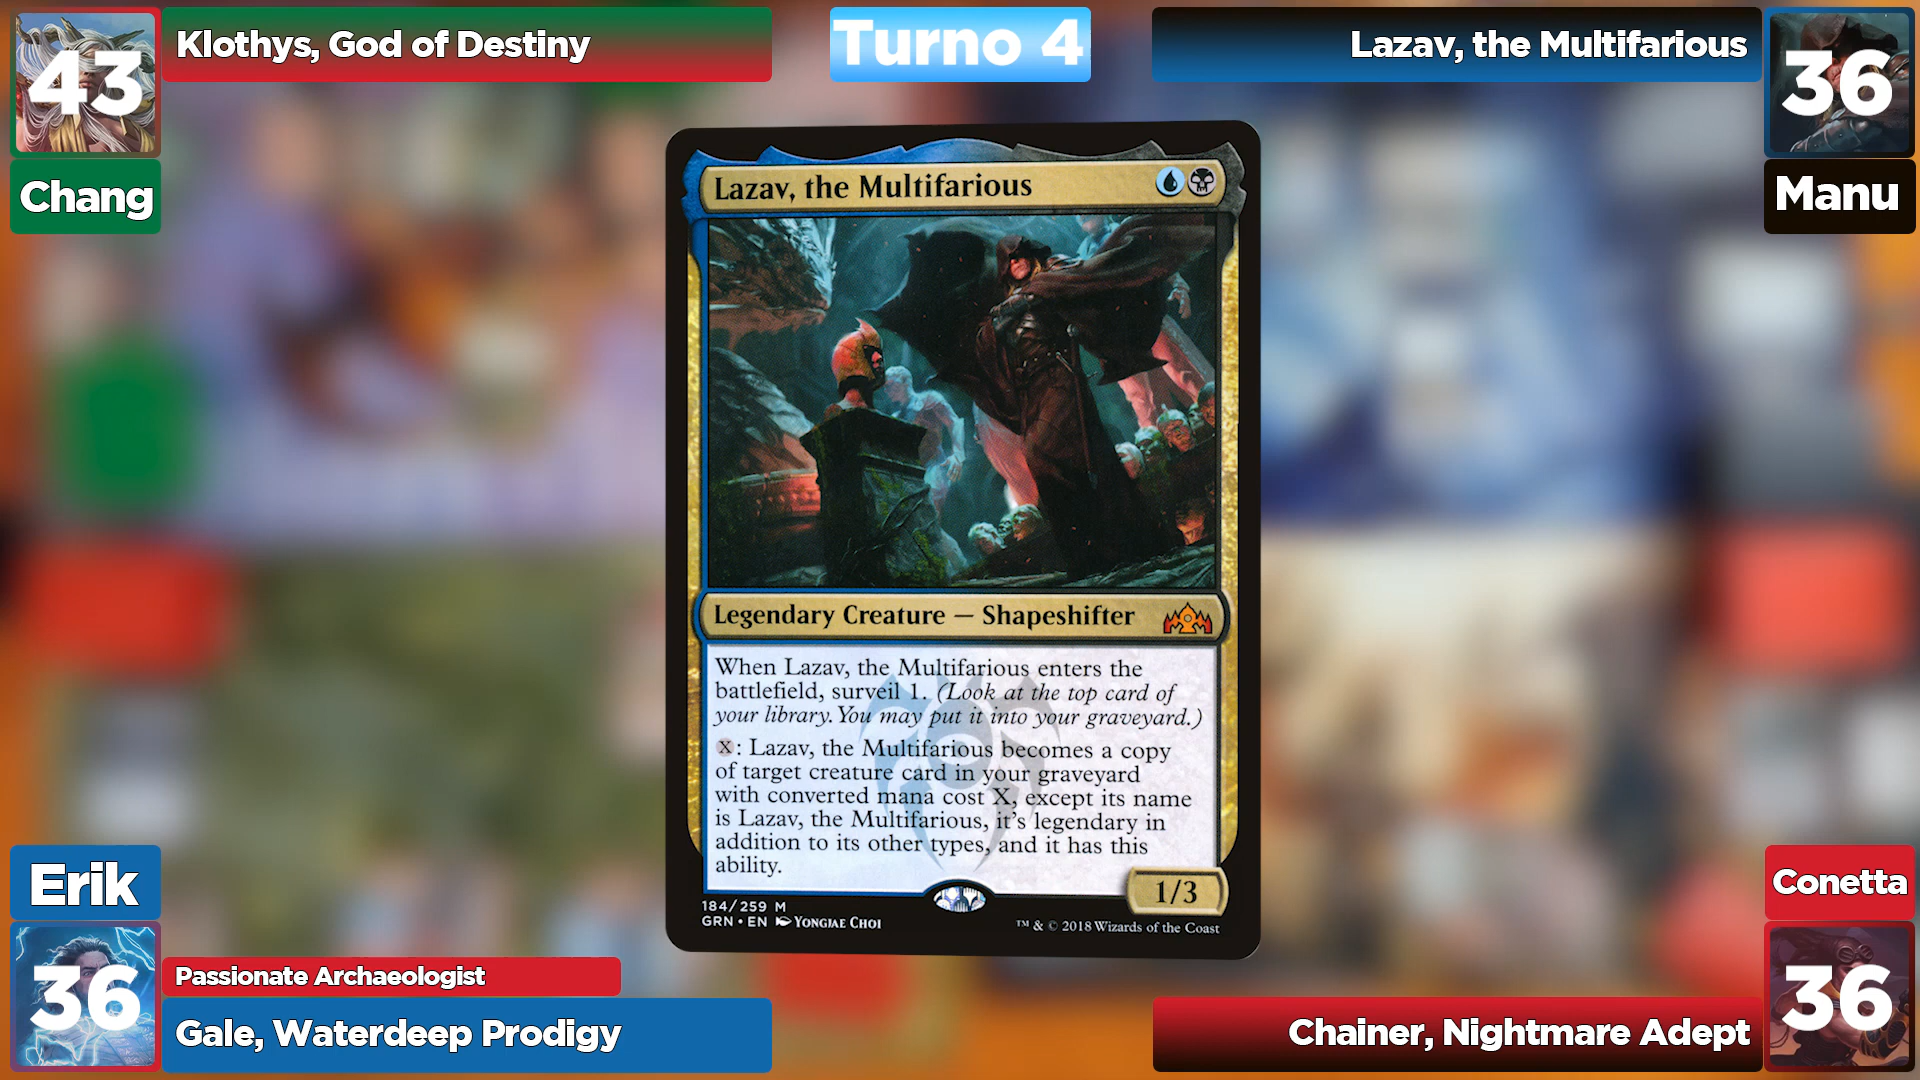 43
Klothys, God of Destiny
Chang
Turno 4
Lazav, the Multifarious
36
Manu
Lazav, the Multifarious
Legendary Creature — Shapeshifter
When Lazav, the Multifarious enters the
battlefield, surveil 1. (Look at the top card of
your library. You may put it into your graveyard.)
X: Lazav, the Multifarious becomes a copy
of target creature card in your graveyard
with converted mana cost X, except its name
is Lazav, the Multifarious, it's legendary in
addition to its other types, and it has this
ability.
1/3
184/259 M
GRN • EN Yongjae Choi
™ & © 2018 Wizards of the Coast
Erik
36
Passionate Archaeologist
Gale, Waterdeep Prodigy
Conetta
36
Chainer, Nightmare Adept